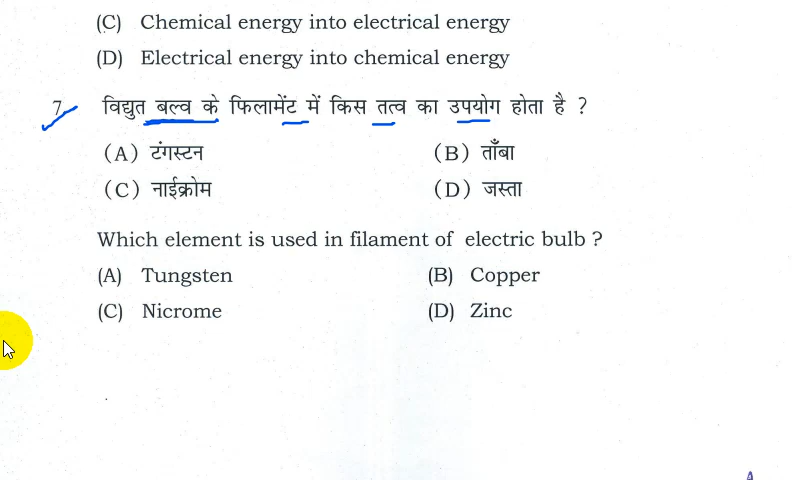 (C) Chemical energy into electrical energy
(D) Electrical energy into chemical energy
7. विद्युत बल्व के फिलामेंट में किस तत्व का उपयोग होता है ?
(A) टंगस्टन (B) ताँबा
(C) नाईक्रोम (D) जस्ता
Which element is used in filament of electric bulb ?
(A) Tungsten (B) Copper
(C) Nicrome (D) Zinc